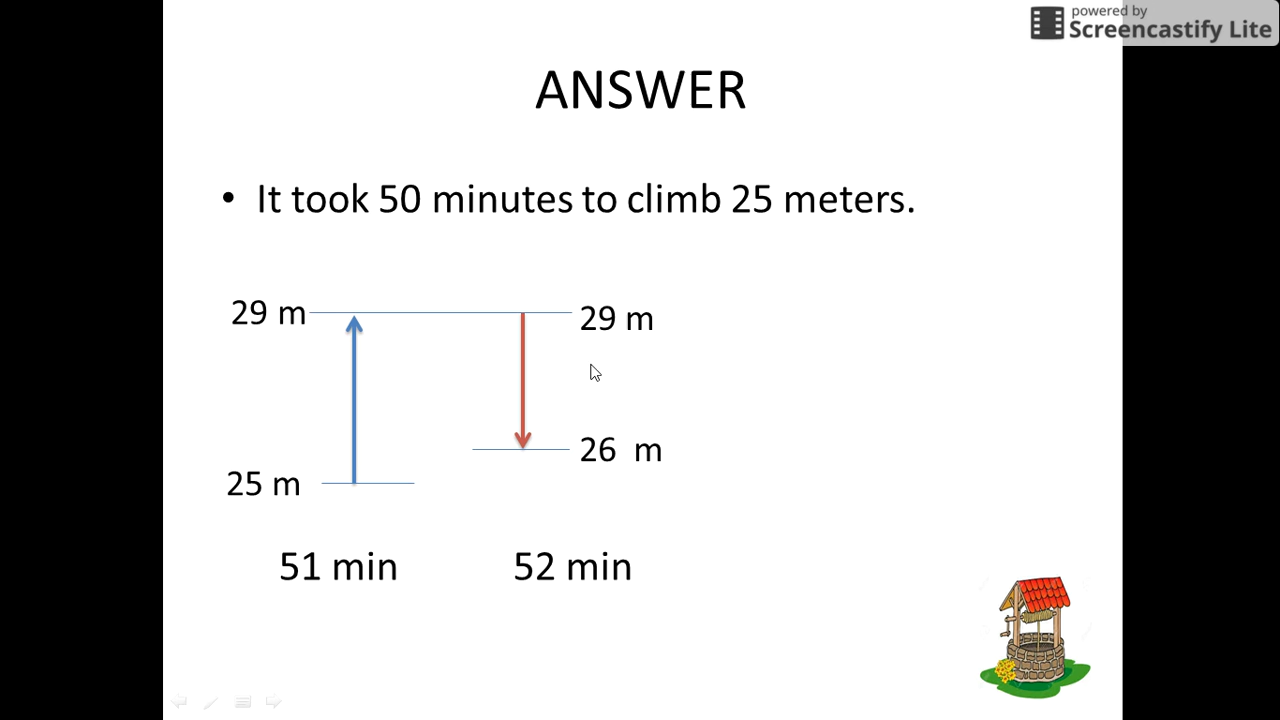 powered by
Screencastify Lite
ANSWER
• It took 50 minutes to climb 25 meters.
29 m
29 m
26 m
25 m
51 min 52 min